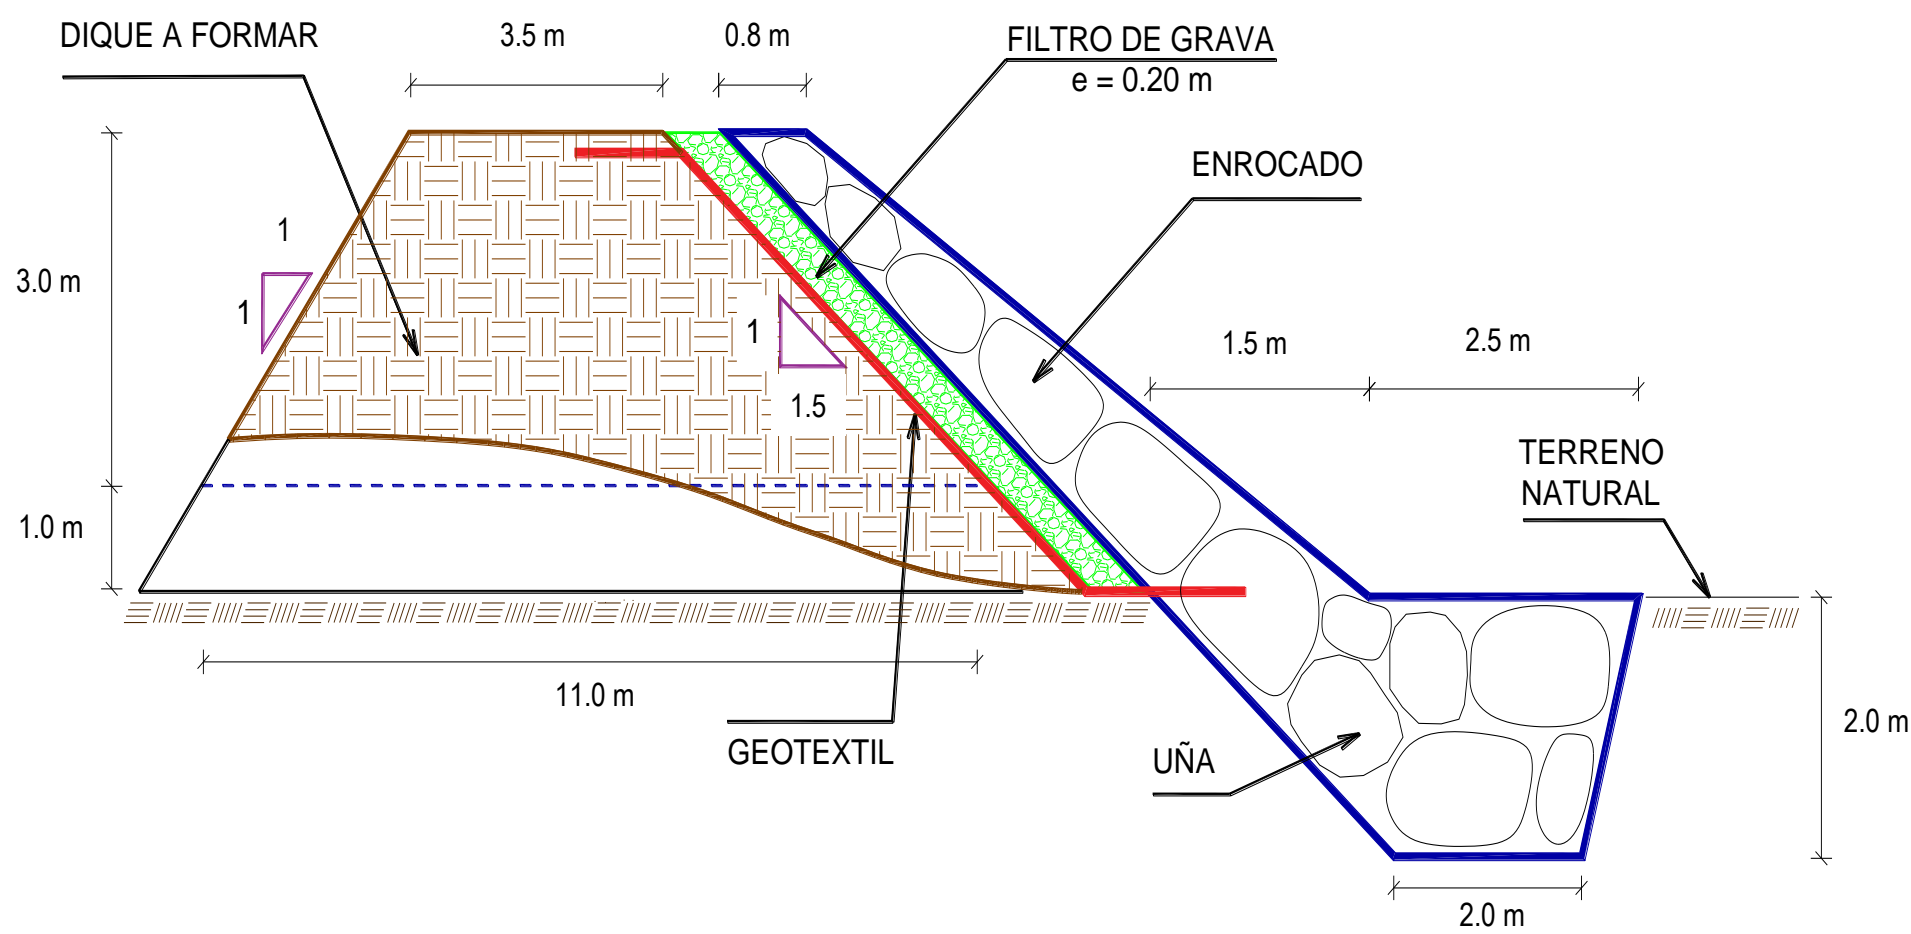 DIQUE A FORMAR
3.5 m
0.8 m
FILTRO DE GRAVA
e = 0.20 m
ENROCADO
1
3.0 m
1
1
1.5
1.5 m
2.5 m
TERRENO
NATURAL
1.0 m
11.0 m
GEOTEXTIL
UÑA
2.0 m
2.0 m